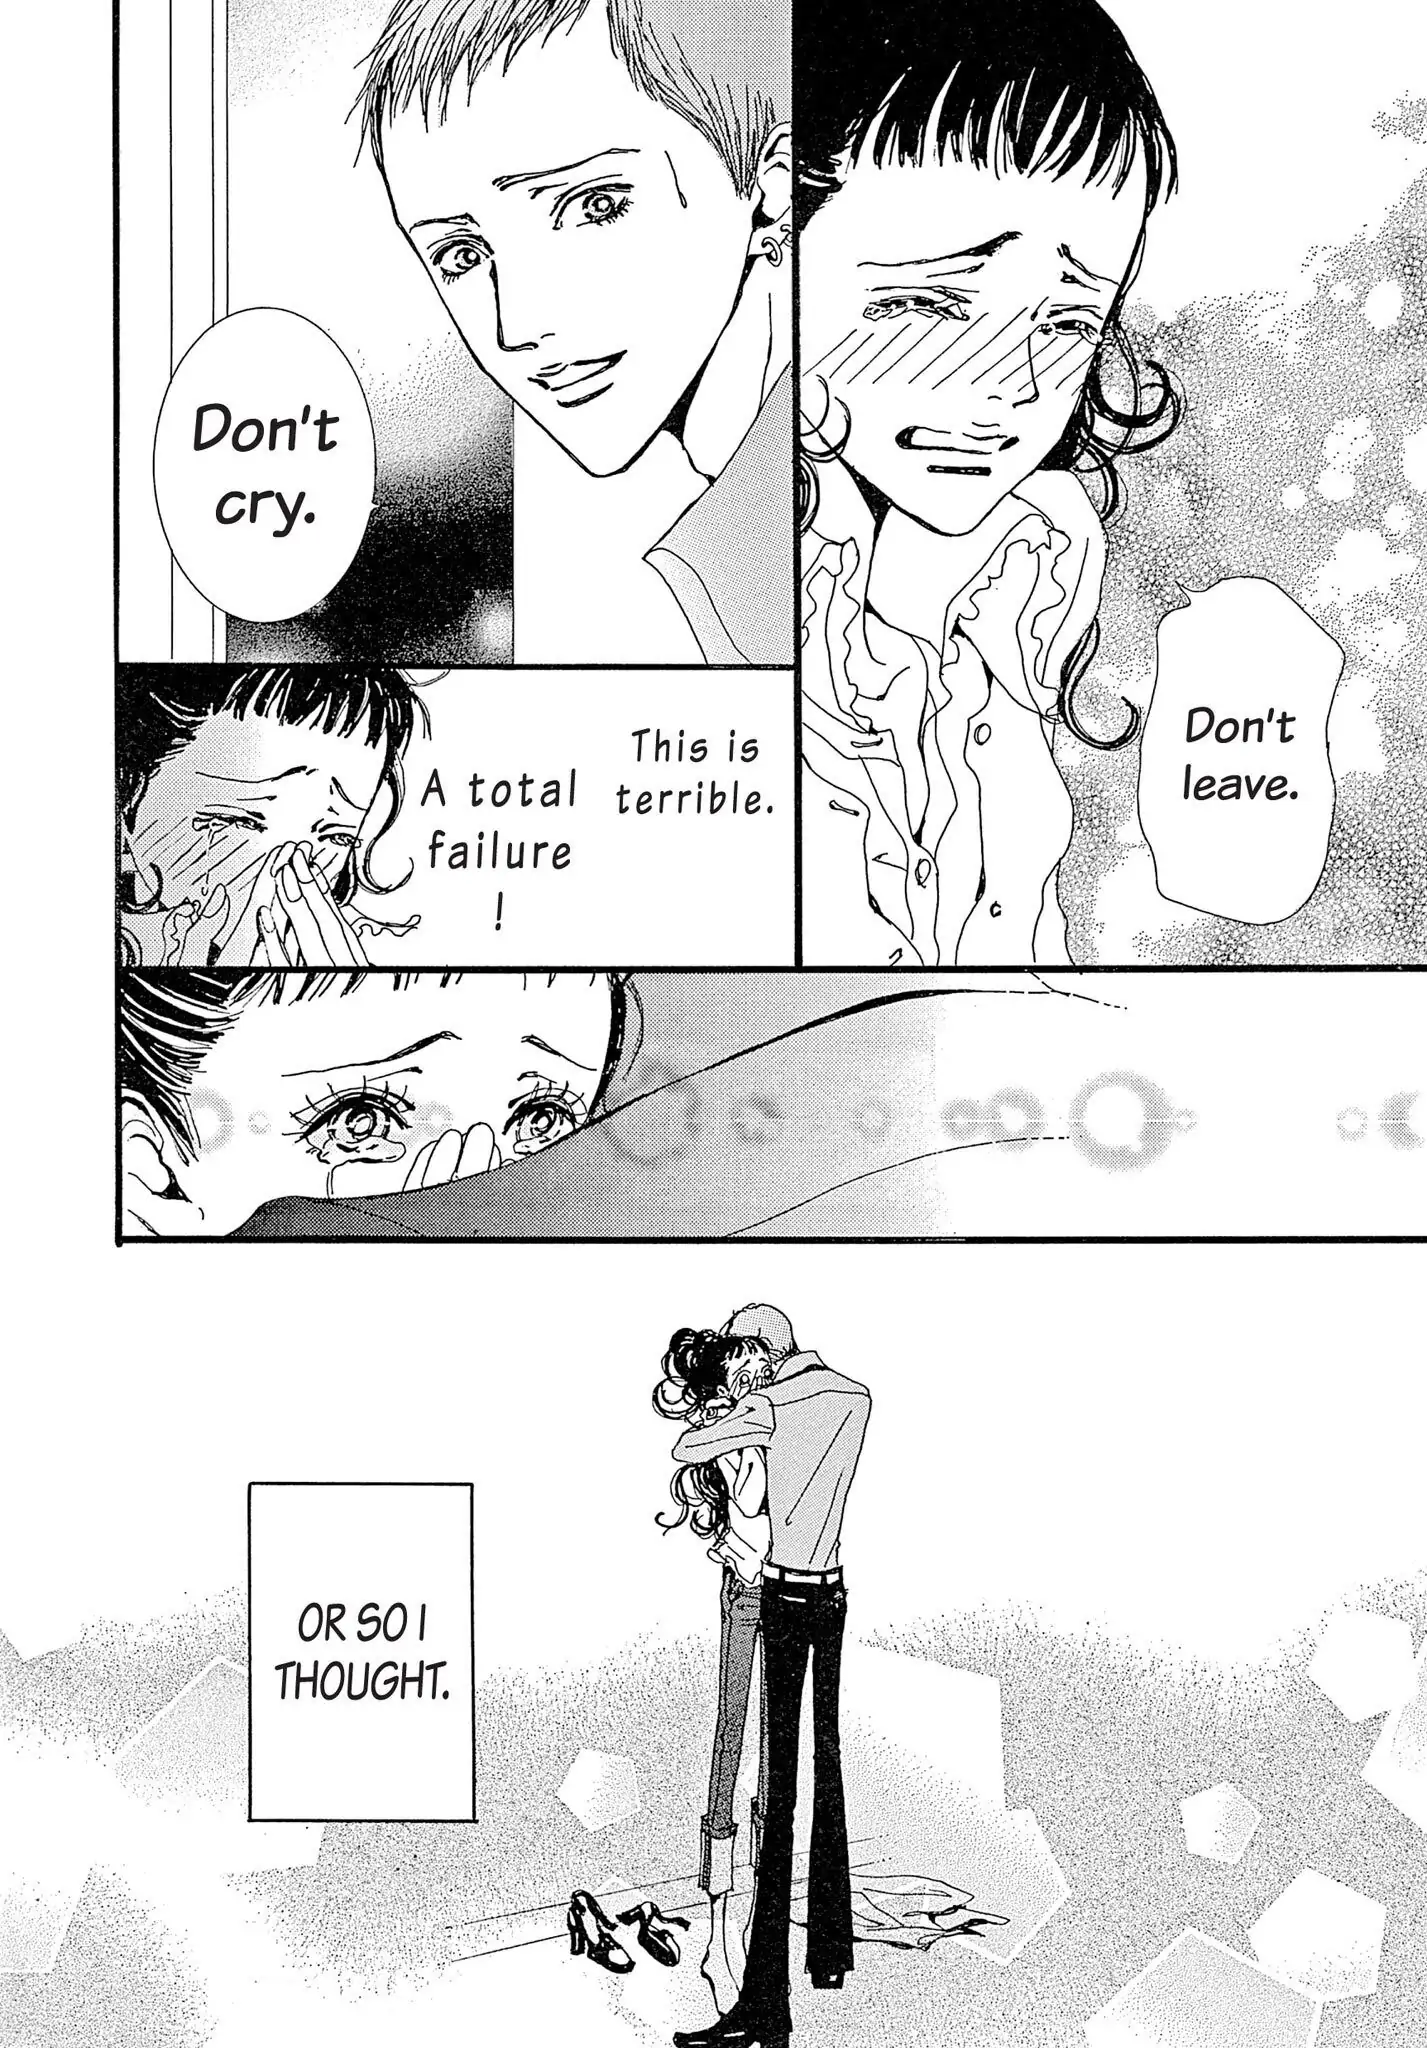 Don't
leave.
Don't
cry.
This is
terrible.
A total
failure
!
OR SO I
THOUGHT.